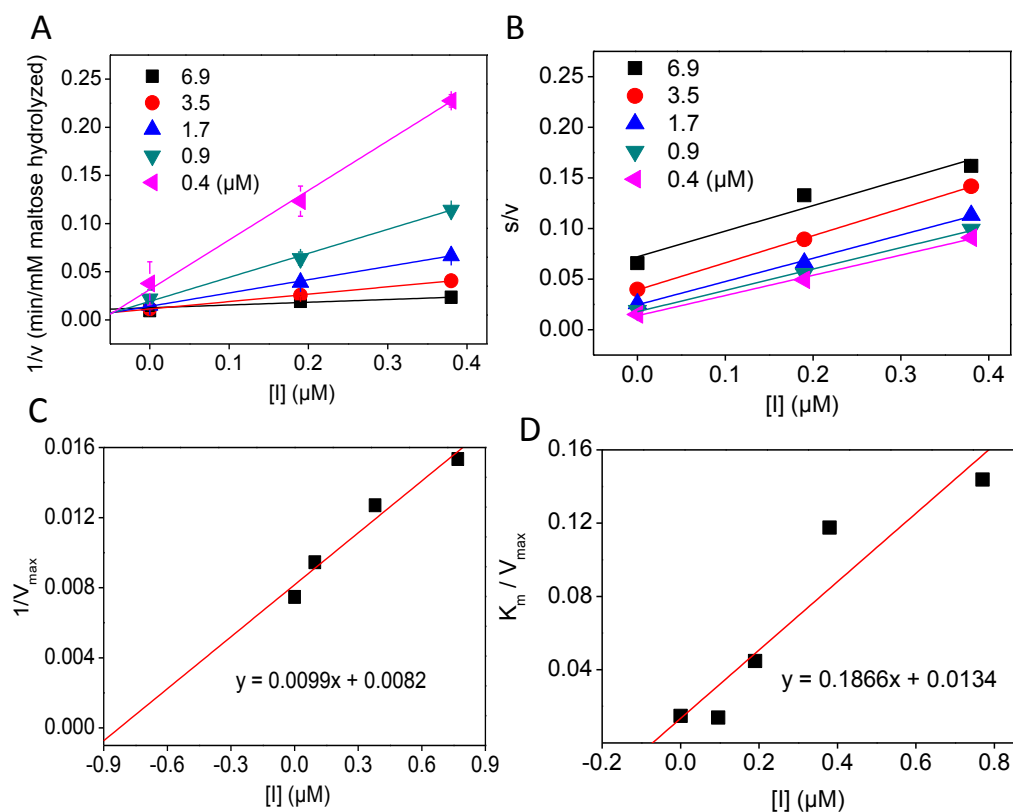 A
1/v (min/mM maltose hydrolyzed)
0.25
0.20
0.15
0.10
0.05
0.00
6.9
3.5
1.7
0.9
0.4 (µM)
0.0 0.1 0.2 0.3 0.4
[I] (µM)
B
s/v
0.25
0.20
0.15
0.10
0.05
0.00
6.9
3.5
1.7
0.9
0.4 (µM)
0.0 0.1 0.2 0.3 0.4
[I] (µM)
C
1/Vmax
0.016
0.012
0.008
0.004
0.000
y = 0.0099x + 0.0082
-0.9 -0.6 -0.3 0.0 0.3 0.6 0.9
[I] (µM)
D
Km / Vmax
0.16
0.12
0.08
0.04
y = 0.1866x + 0.0134
-0.2 0.0 0.2 0.4 0.6 0.8
[I] (µM)